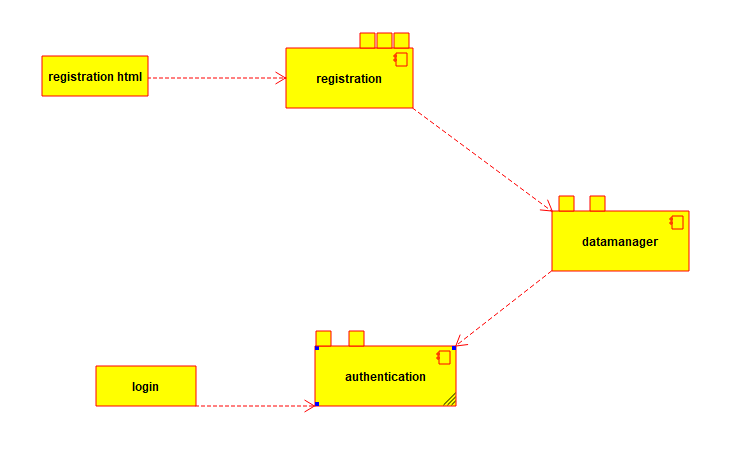 registration html
registration
datamanager
authentication
login